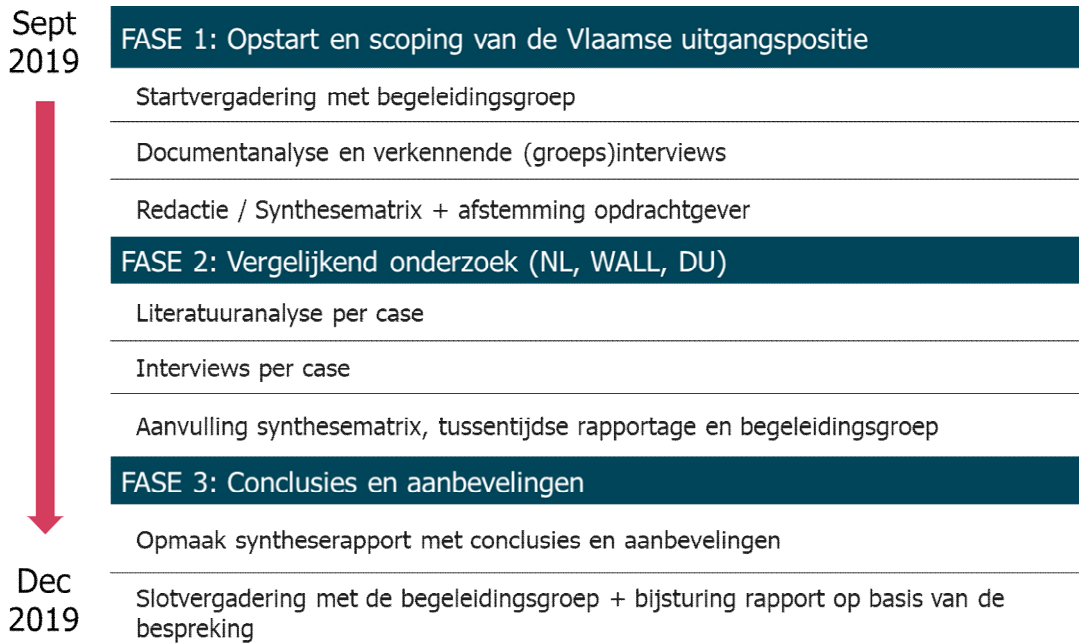 Sept
2019
FASE 1: Opstart en scoping van de Vlaamse uitgangspositie
Startvergadering met begeleidingsgroep
Documentanalyse en verkennende (groeps)interviews
Redactie / Synthesematrix + afstemming opdrachtgever
FASE 2: Vergelijkend onderzoek (NL, WALL, DU)
Literatuuranalyse per case
Interviews per case
Aanvulling synthesematrix, tussentijdse rapportage en begeleidingsgroep
FASE 3: Conclusies en aanbevelingen
Opmaak syntheserapport met conclusies en aanbevelingen
Dec
2019
Slotvergadering met de begeleidingsgroep + bijsturing rapport op basis van de
bespreking